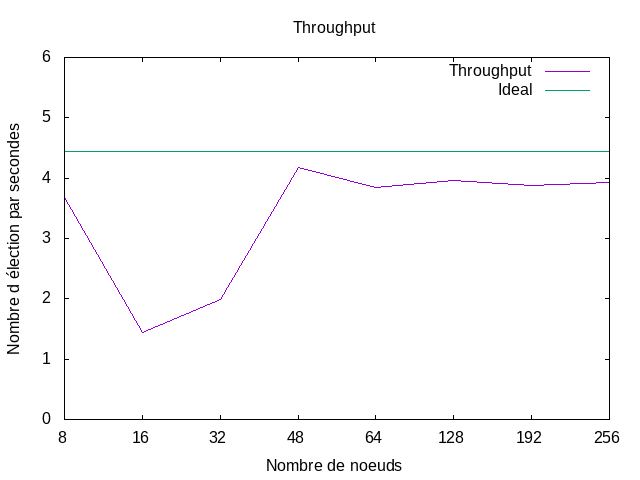 Throughput
Throughput
Ideal
6
5
4
3
2
1
0
Nombre d élection par secondes
8 16 32 48 64 128 192 256
Nombre de noeuds